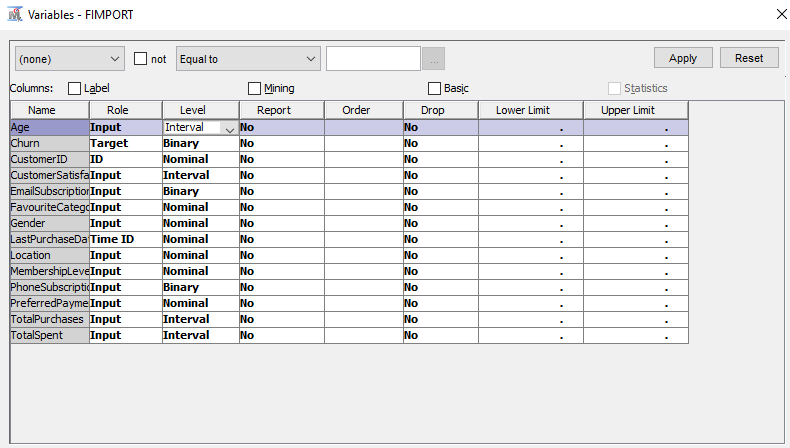 Variables - FIMPORT
(none) not Equal to ... Apply Reset
Columns: Label Mining Basic Statistics
Name Role Level Report Order Drop Lower Limit Upper Limit
Age Input Interval No No . .
Churn Target Binary No No . .
CustomerID ID Nominal No No . .
CustomerSatisfa Input Interval No No . .
EmailSubscription Input Binary No No . .
FavouriteCatego Input Nominal No No . .
Gender Input Nominal No No . .
LastPurchaseDa Time ID Nominal No No . .
Location Input Nominal No No . .
MembershipLeve Input Nominal No No . .
PhoneSubscriptio Input Binary No No . .
PreferredPayme Input Nominal No No . .
TotalPurchases Input Interval No No . .
TotalSpent Input Interval No No . .